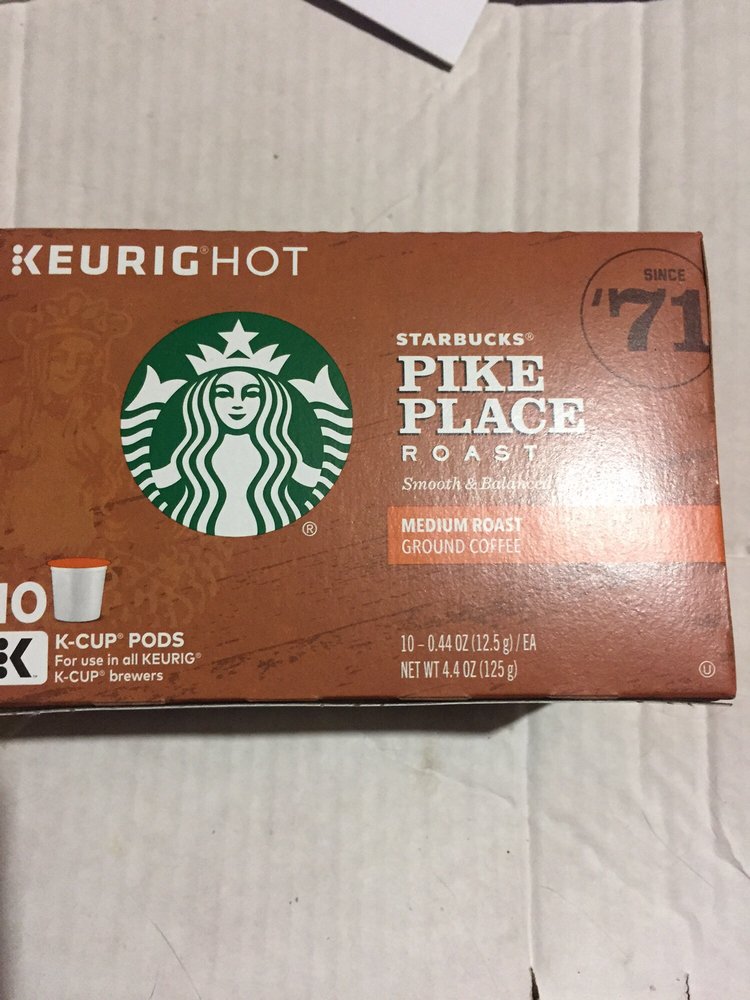 KEURIG® HOT
SINCE
'71
STARBUCKS®
PIKE
PLACE
ROAST
Smooth & Balanced
MEDIUM ROAST
GROUND COFFEE
®
10
K-CUP® PODS
For use in all KEURIG®
K-CUP® brewers
K
10 – 0.44 OZ (12.5 g) / EA
NET WT 4.4 OZ (125 g)
U